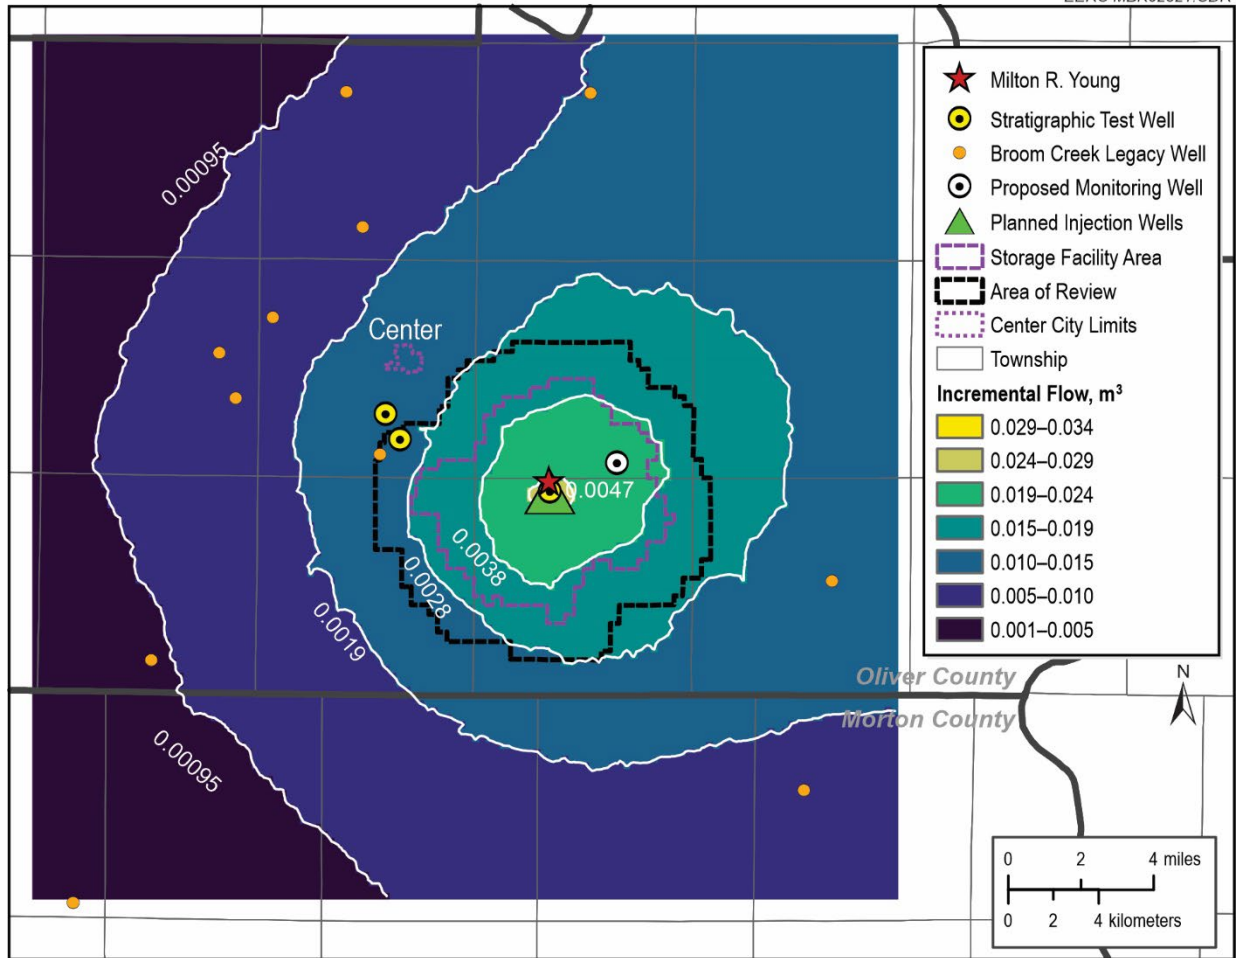 Milton R. Young
Stratigraphic Test Well
Broom Creek Legacy Well
Proposed Monitoring Well
Planned Injection Wells
Storage Facility Area
Area of Review
Center City Limits
Township
Incremental Flow, m³
0.029–0.034
0.024–0.029
0.019–0.024
0.015–0.019
0.010–0.015
0.005–0.010
0.001–0.005
0.00095
Center
0.0047
0.0038
0.0028
0.0019
0.00095
Oliver County
Morton County
N
0 2 4 miles
0 2 4 kilometers